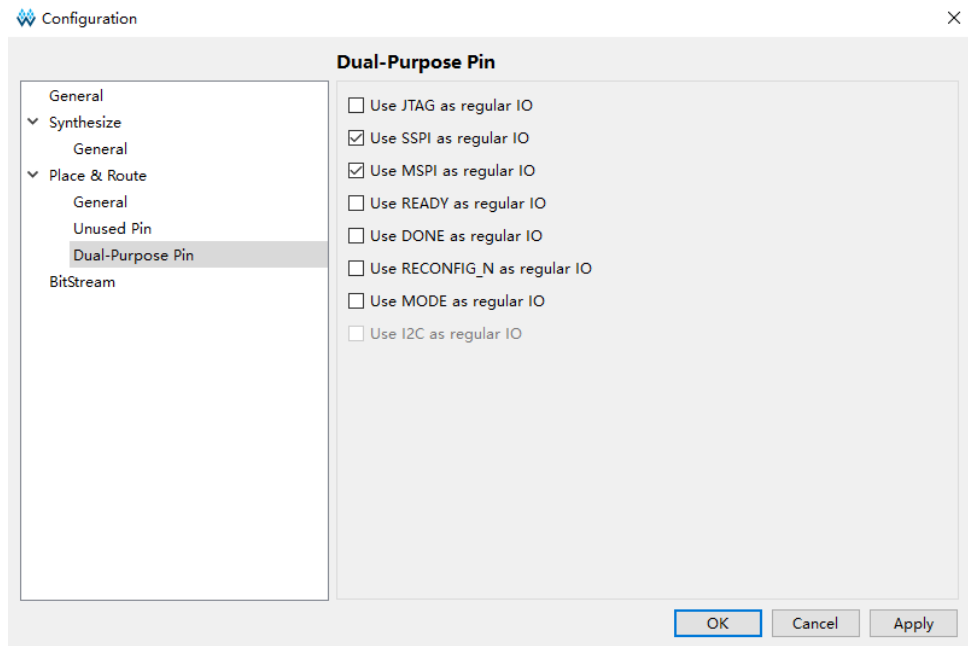 Configuration
Dual-Purpose Pin
General
Synthesize
General
Place & Route
General
Unused Pin
Dual-Purpose Pin
BitStream
Use JTAG as regular IO
Use SSPI as regular IO
Use MSPI as regular IO
Use READY as regular IO
Use DONE as regular IO
Use RECONFIG_N as regular IO
Use MODE as regular IO
Use I2C as regular IO
OK
Cancel
Apply